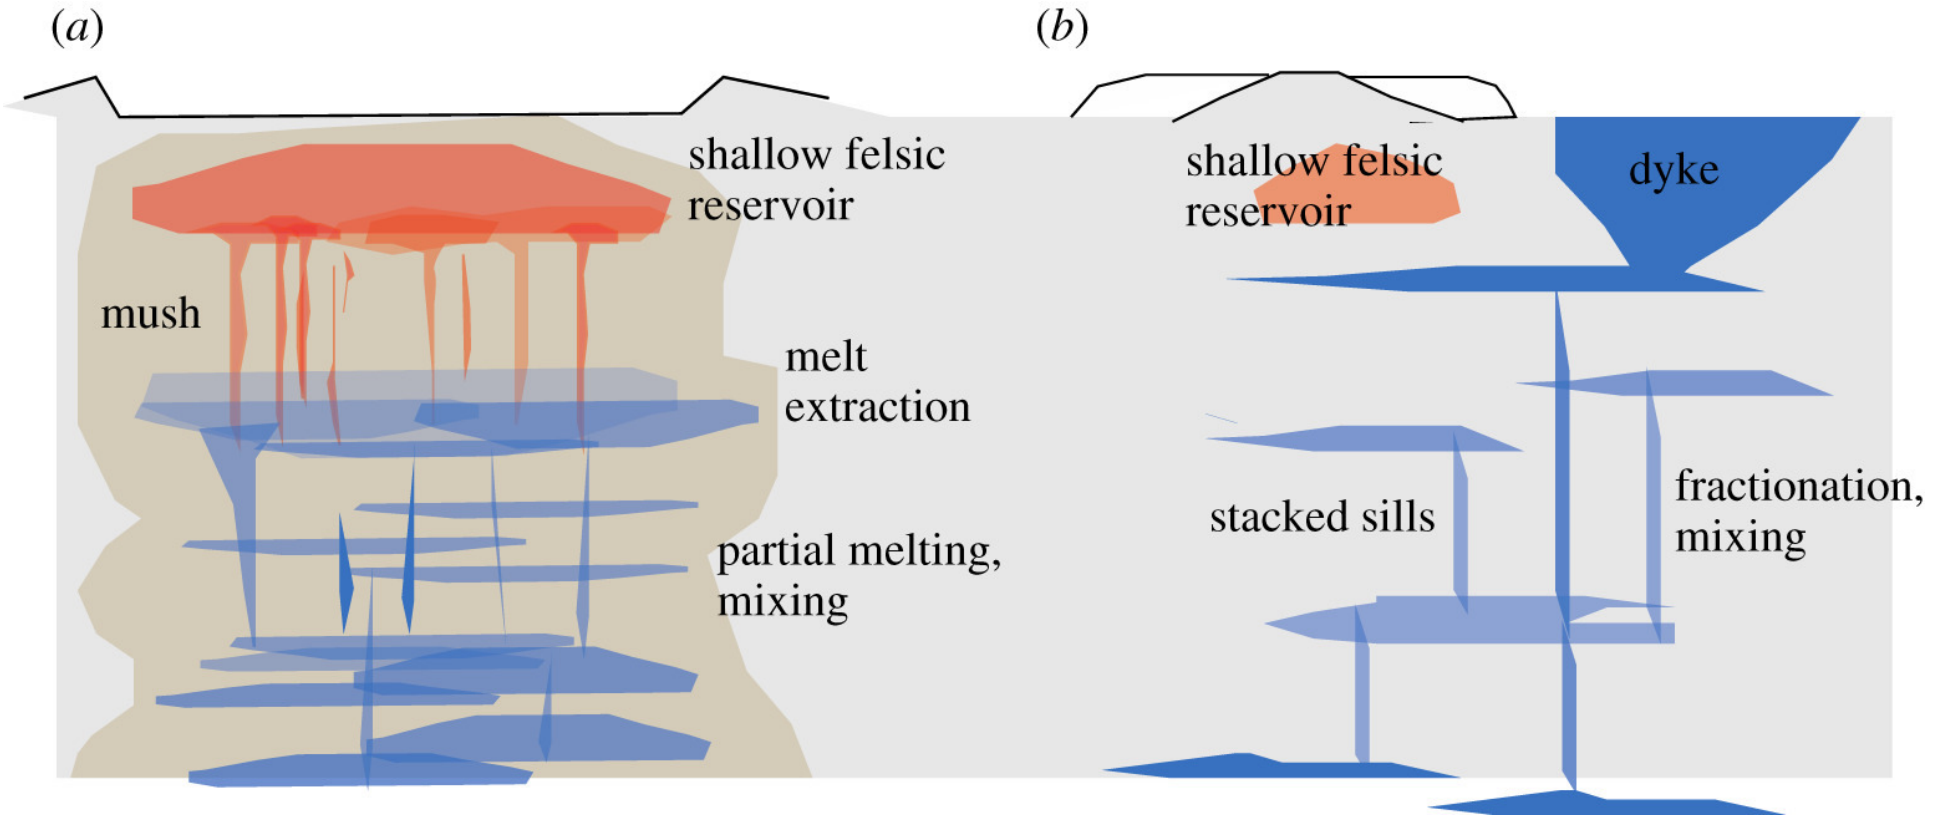 (a)
(b)
shallow felsic
reservoir
mush
melt
extraction
partial melting,
mixing
shallow felsic
reservoir
dyke
stacked sills
fractionation,
mixing